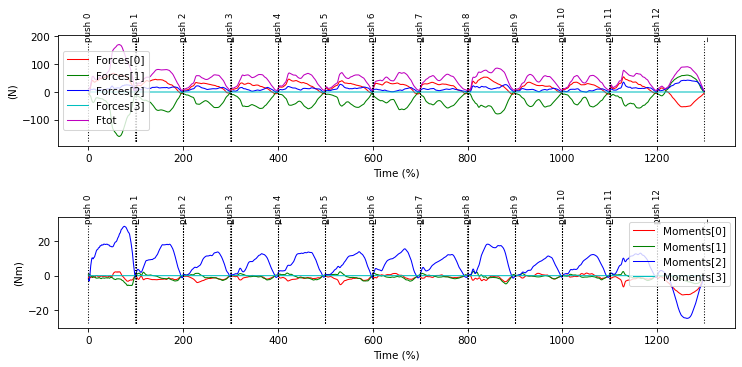 push 0 push 1 push 2 push 3 push 4 push 5 push 6 push 7 push 8 push 9 push 10 push 11 push 12 _
200
100
0
−100
(N)
Forces[0]
Forces[1]
Forces[2]
Forces[3]
Ftot
0 200 400 600 800 1000 1200
Time (%)
push 0 push 1 push 2 push 3 push 4 push 5 push 6 push 7 push 8 push 9 push 10 push 11 push 12 _
20
0
−20
(Nm)
Moments[0]
Moments[1]
Moments[2]
Moments[3]
0 200 400 600 800 1000 1200
Time (%)